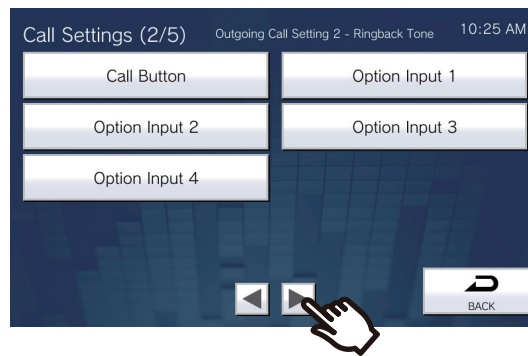 Call Settings (2/5) Outgoing Call Setting 2 - Ringback Tone 10:25 AM
Call Button Option Input 1
Option Input 2 Option Input 3
Option Input 4
BACK